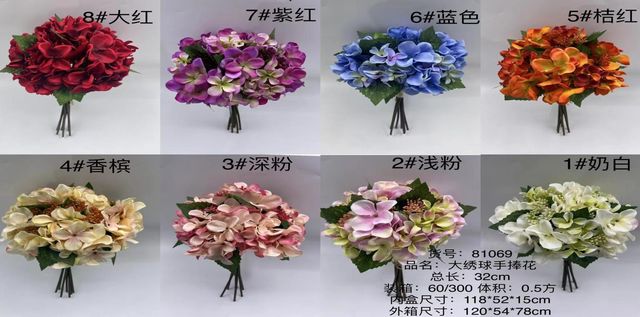 8#大红
7#紫红
6#蓝色
5#桔红
4#香槟
3#深粉
2#浅粉
1#奶白
货号：81069
品名：大绣球手捧花
总长：32cm
装箱：60/300 体积：0.5方
内盒尺寸：118*52*15cm
外箱尺寸：120*54*78cm